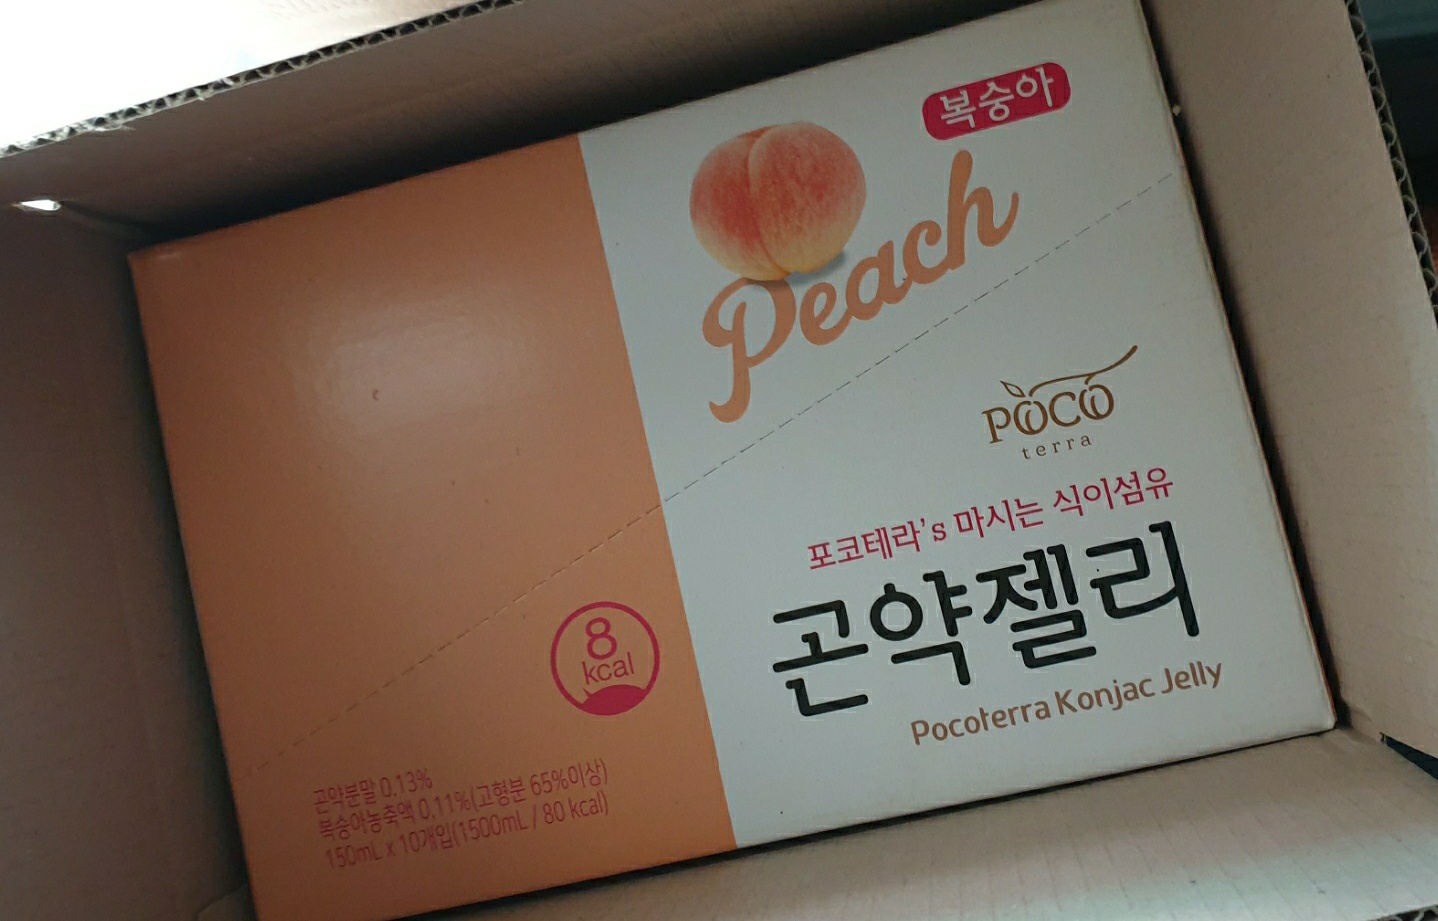 복숭아
Peach
POCO
terra
포코테라's 마시는 식이섬유
곤약젤리
Pocoterra Konjac Jelly
8
kcal
곤약분말 0.13%
복숭아농축액 0.11%(고형분 65%이상)
150mL x 10개입(1500mL / 80 kcal)